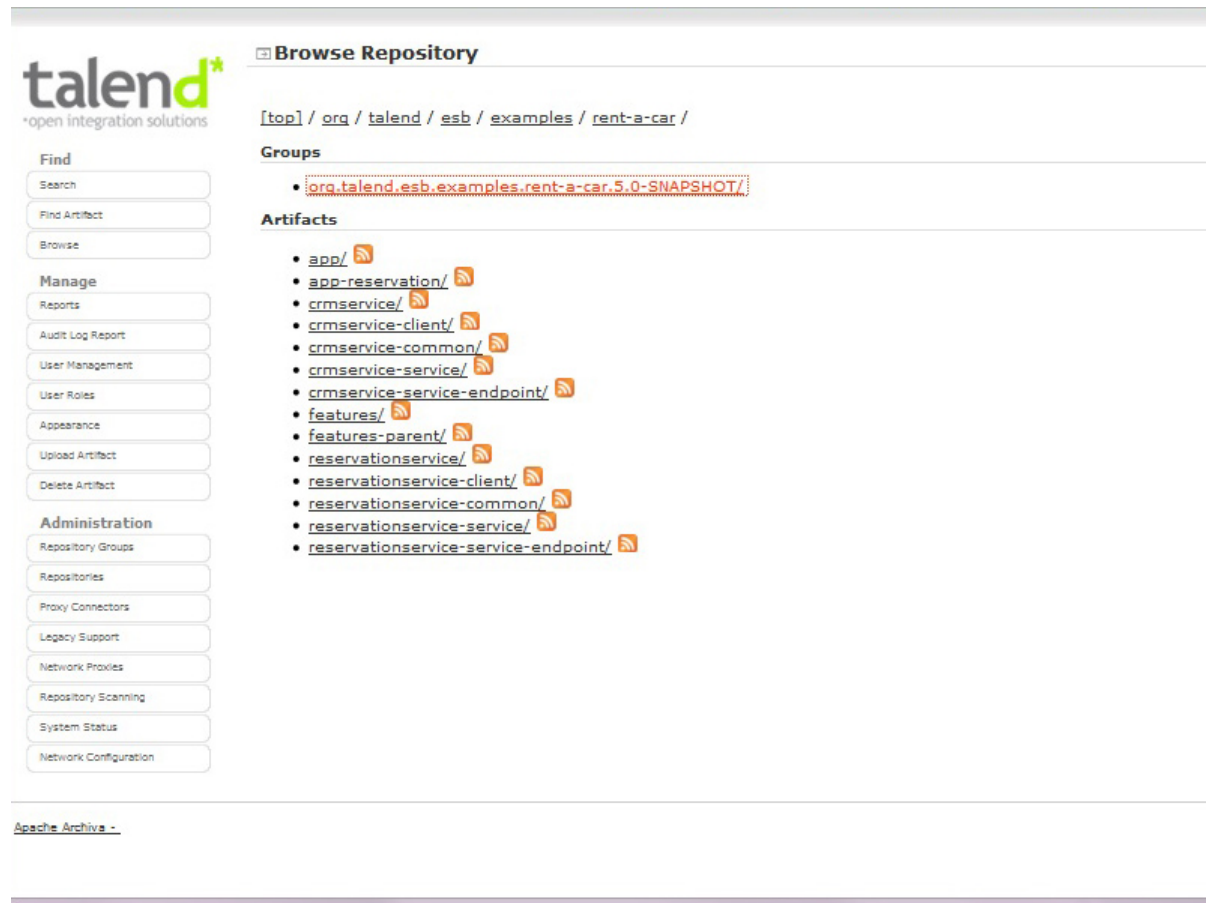 talend*
•open integration solutions
Find
Search
Find Artifact
Browse
Manage
Reports
Audit Log Report
User Management
User Roles
Appearance
Upload Artifact
Delete Artifact
Administration
Repository Groups
Repositories
Proxy Connectors
Legacy Support
Network Proxies
Repository Scanning
System Status
Network Configuration
Browse Repository
[top] / org / talend / esb / examples / rent-a-car /
Groups
• org.talend.esb.examples.rent-a-car.5.0-SNAPSHOT/
Artifacts
• app/
• app-reservation/
• crmservice/
• crmservice-client/
• crmservice-common/
• crmservice-service/
• crmservice-service-endpoint/
• features/
• features-parent/
• reservationservice/
• reservationservice-client/
• reservationservice-common/
• reservationservice-service/
• reservationservice-service-endpoint/
Apache Archiva -